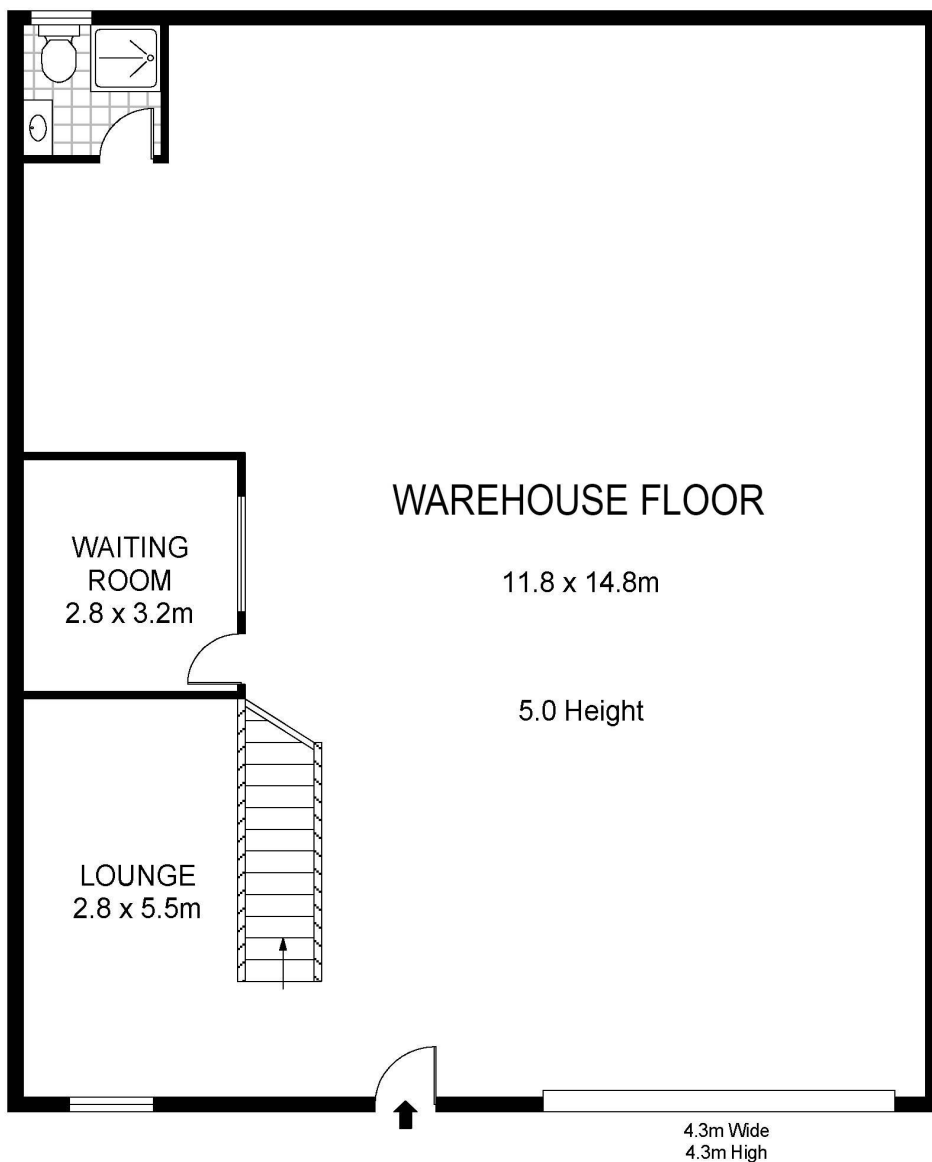 WAREHOUSE FLOOR
11.8 x 14.8m
5.0 Height
WAITING
ROOM
2.8 x 3.2m
LOUNGE
2.8 x 5.5m
4.3m Wide
4.3m High